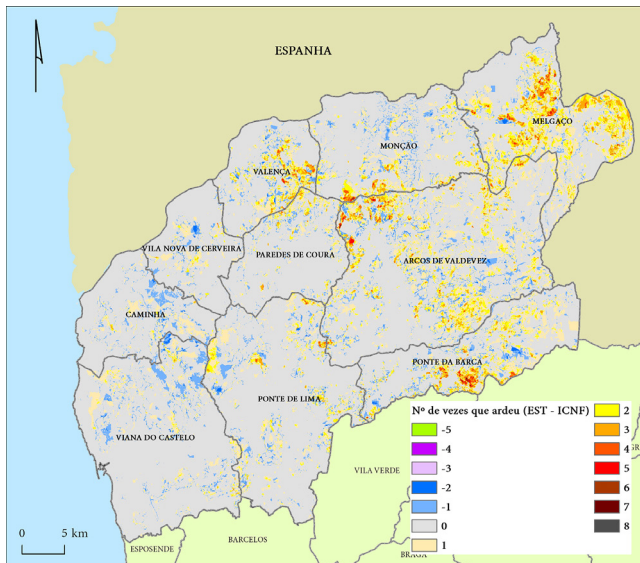 ESPANHA
MELGAÇO
MONÇÃO
VALENÇA
VILA NOVA DE CERVEIRA
PAREDES DE COURA
ARCOS DE VALDEVEZ
CAMINHA
PONTE DA BARCA
PONTE DE LIMA
VIANA DO CASTELO
Nº de vezes que ardeu (EST - ICNF)
-5
-4
-3
-2
-1
0
1
2
3
4
5
6
7
8
VILA VERDE
0 5 km
ESPOSENDE
BARCELOS
BRAGA